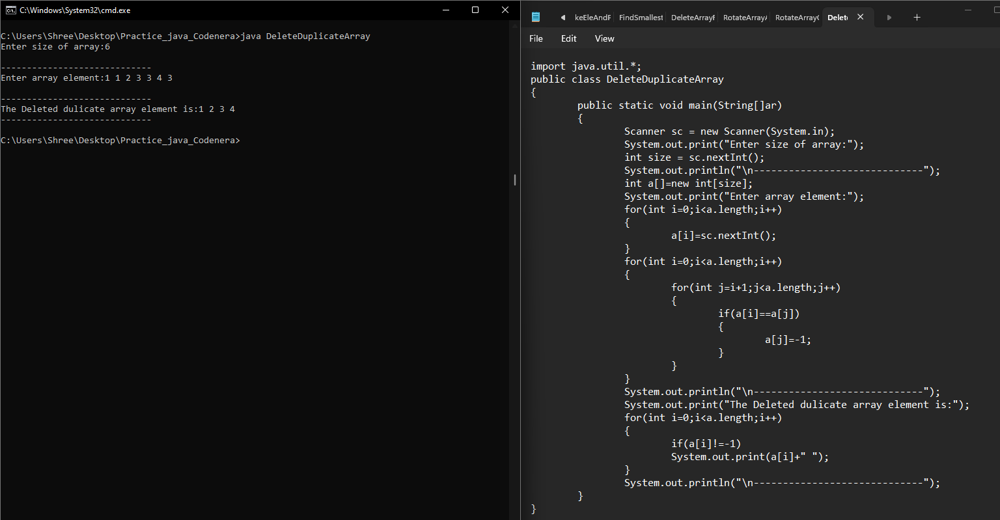 C:\Windows\System32\cmd.exe
C:\Users\Shree\Desktop\Practice_java_Codenera>java DeleteDuplicateArray
Enter size of array:6
-----------------------------
Enter array element:1 1 2 3 3 4 3
-----------------------------
The Deleted dulicate array element is:1 2 3 4
-----------------------------
C:\Users\Shree\Desktop\Practice_java_Codenera>
keEleAndF FindSmallest DeleteArrayF RotateArrayA RotateArrayC Delete
File Edit View
import java.util.*;
public class DeleteDuplicateArray
{
public static void main(String[]ar)
{
Scanner sc = new Scanner(System.in);
System.out.print("Enter size of array:");
int size = sc.nextInt();
System.out.println("\n-----------------------------");
int a[]=new int[size];
System.out.print("Enter array element:");
for(int i=0;i<a.length;i++)
{
a[i]=sc.nextInt();
}
for(int i=0;i<a.length;i++)
{
for(int j=i+1;j<a.length;j++)
{
if(a[i]==a[j])
{
a[j]=-1;
}
}
}
System.out.println("\n-----------------------------");
System.out.print("The Deleted dulicate array element is:");
for(int i=0;i<a.length;i++)
{
if(a[i]!=-1)
System.out.print(a[i]+" ");
}
System.out.println("\n-----------------------------");
}
}